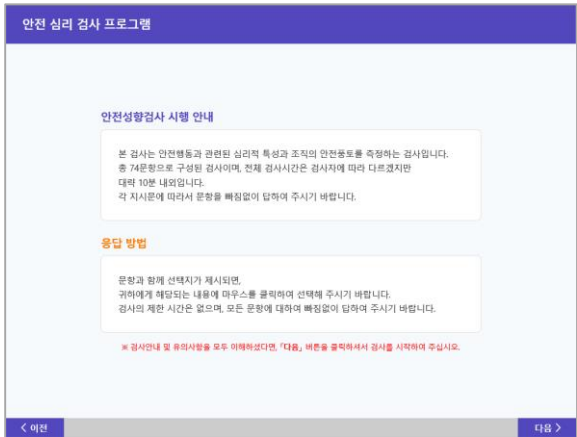 안전 심리 검사 프로그램
안전성향검사 시행 안내
본 검사는 안전행동과 관련된 심리적 특성과 조직의 안전풍토를 측정하는 검사입니다.
총 74문항으로 구성된 검사이며, 전체 검사시간은 검사자에 따라 다르겠지만
대략 10분 내외입니다.
각 지시문에 따라서 문항을 빠짐없이 답하여 주시기 바랍니다.
응답 방법
문항과 함께 선택지가 제시되면,
귀하에게 해당되는 내용에 마우스를 클릭하여 선택해 주시기 바랍니다.
검사의 제한 시간은 없으며, 모든 문항에 대하여 빠짐없이 답하여 주시기 바랍니다.
※ 검사안내 및 유의사항을 모두 이해하셨다면, 「다음」 버튼을 클릭하셔서 검사를 시작하여 주십시오.
< 이전
다음 >